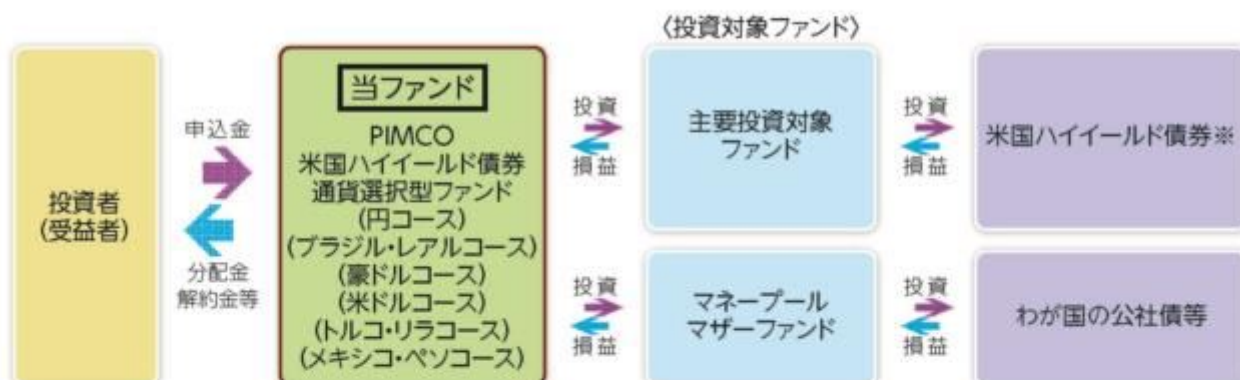 〈投資対象ファンド〉
投資者
(受益者)
申込金
分配金
解約金等
当ファンド
PIMCO
米国ハイイールド債券
通貨選択型ファンド
(円コース)
(ブラジル・レアルコース)
(豪ドルコース)
(米ドルコース)
(トルコ・リラコース)
(メキシコ・ペソコース)
投資
損益
主要投資対象
ファンド
投資
損益
米国ハイイールド債券※
投資
損益
マネープール
マザーファンド
投資
損益
わが国の公社債等